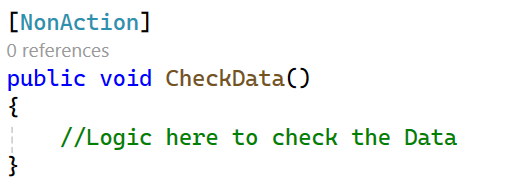 [NonAction]
0 references
public void CheckData()
{
    //Logic here to check the Data
}